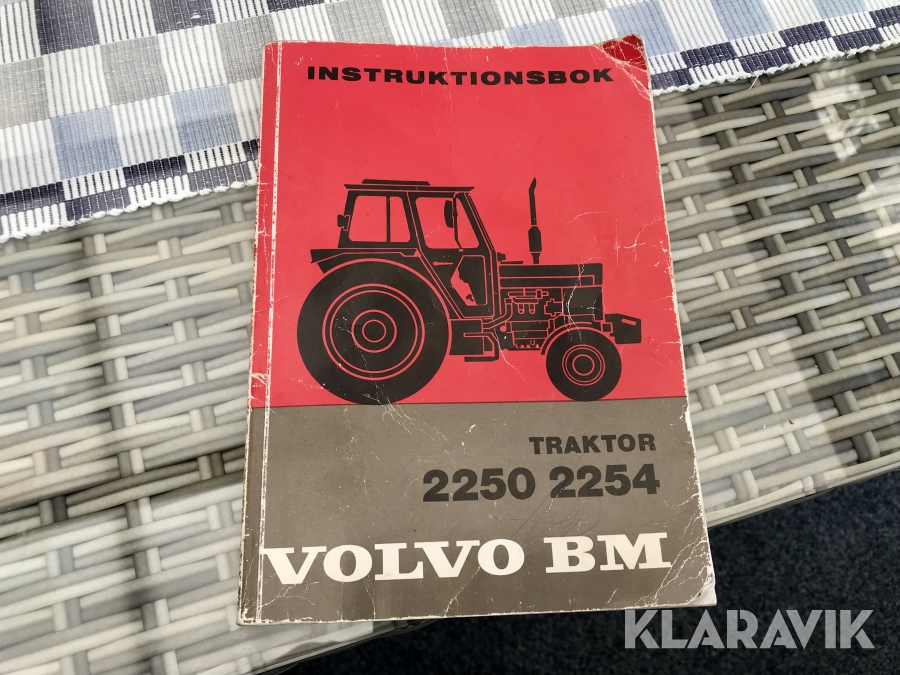 INSTRUKTIONSBOK
TRAKTOR
2250 2254
VOLVO BM
KLARAVIK